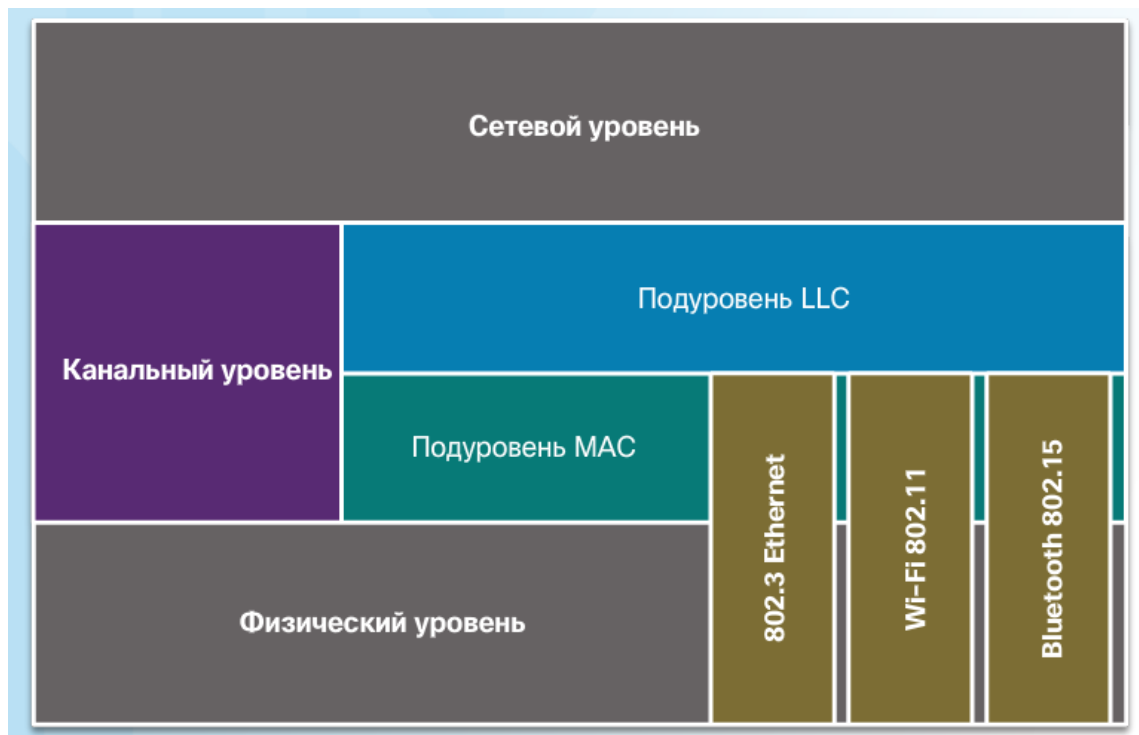 Сетевой уровень
Подуровень LLC
Канальный уровень
Подуровень MAC
802.3 Ethernet
Wi-Fi 802.11
Bluetooth 802.15
Физический уровень